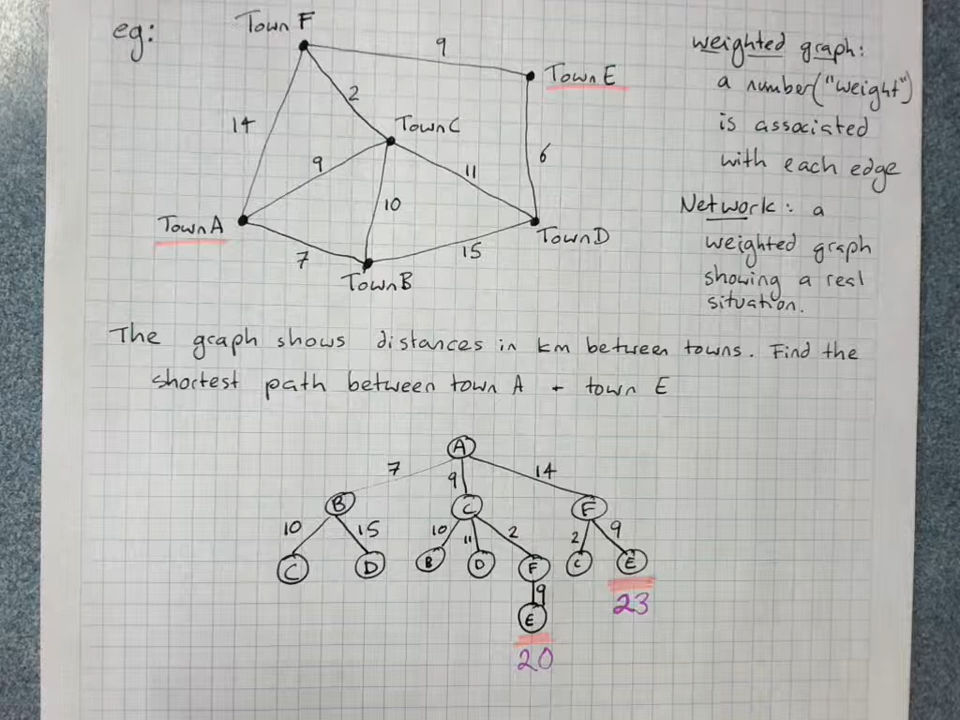 eg:
Town F
9
Town E
2
14
Town C
9
11
6
10
Town A
Town D
7
15
Town B
weighted graph:
a number("weight")
is associated
with each edge
Network: a
weighted graph
showing a real
situation.
The graph shows distances in km between towns. Find the
shortest path between town A + town E
A
7 9 14
B C F
10 15 10 11 2 2 9
C D B D F C E
9
23
E
20